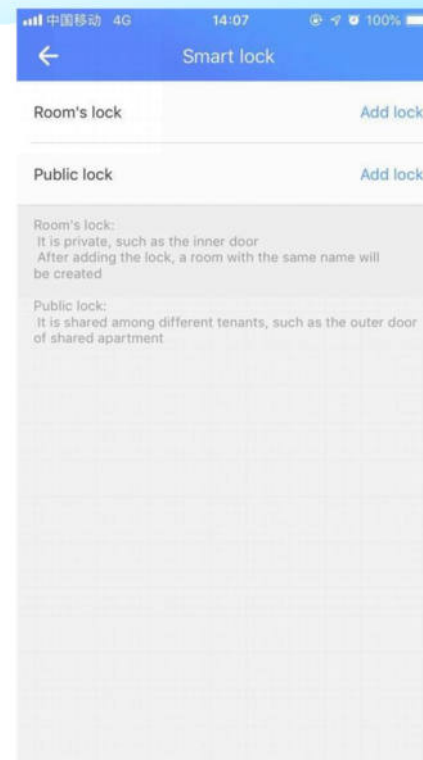 中国移动 4G 14:07 100%
Smart lock
Room's lock Add lock
Public lock Add lock
Room's lock:
It is private, such as the inner door
After adding the lock, a room with the same name will
be created
Public lock:
It is shared among different tenants, such as the outer door
of shared apartment